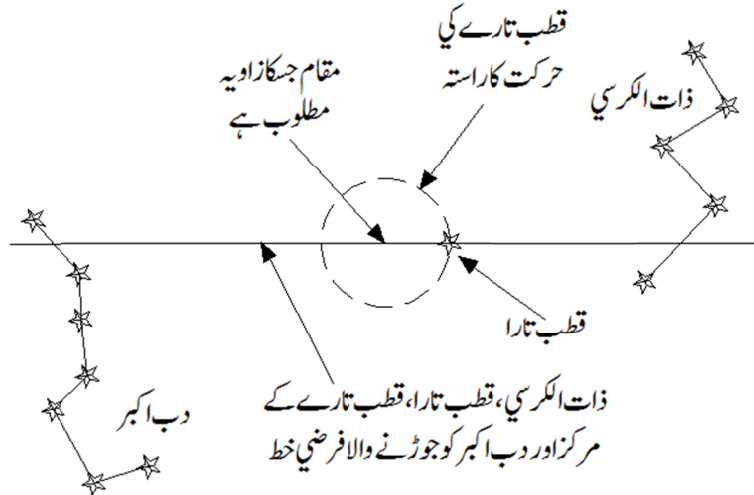 قطب تارے کي
حرکت کا راستہ
مقام جسکا زاویہ
مطلوب ہے
ذات الکرسي
قطب تارا
دب اکبر
ذات الکرسي، قطب تارا، قطب تارے کے
مرکز اور دب اکبر کو جوڑنے والا فرضي خط